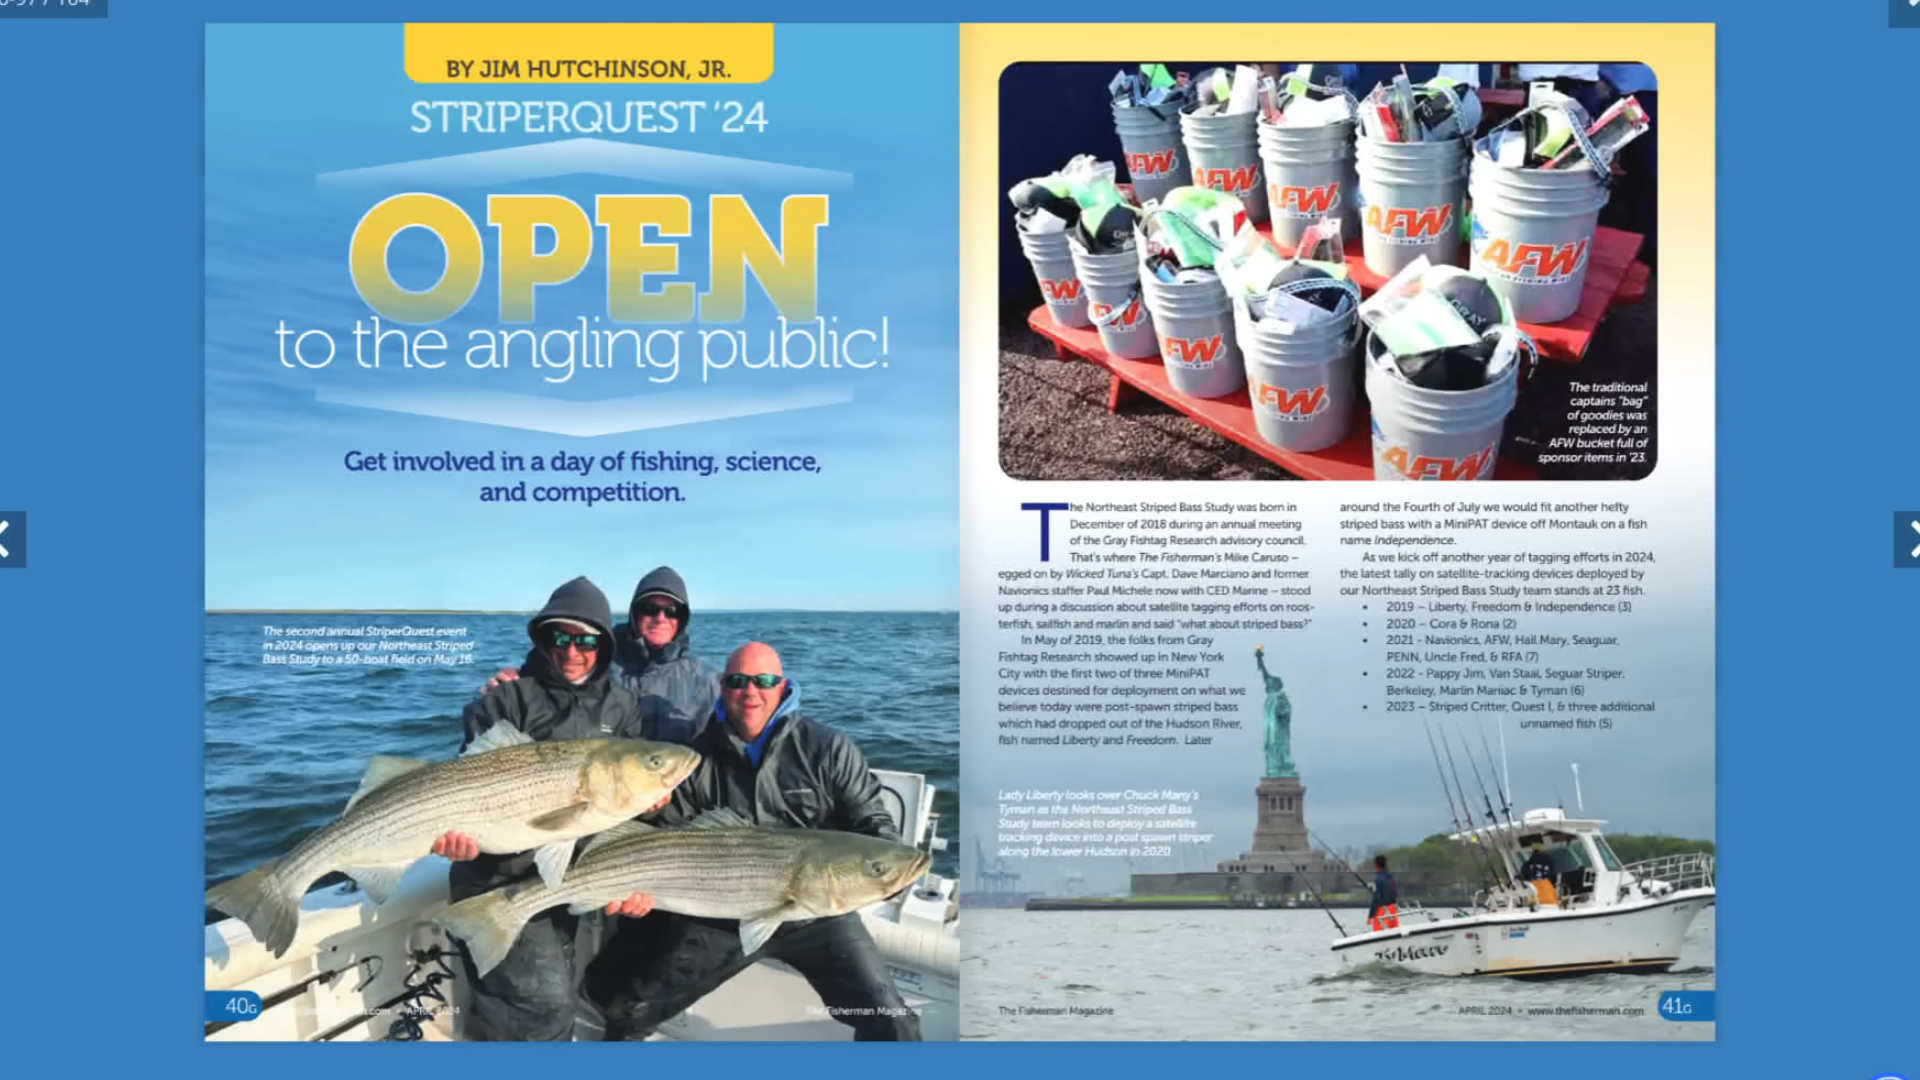 BY JIM HUTCHINSON, JR.
STRIPERQUEST '24
OPEN
to the angling public!
Get involved in a day of fishing, science,
and competition.
The second annual StriperQuest event
in 2024 opens up our Northeast Striped
Bass Study to a 50-boat field on May 16.
40G
APRIL 2024
The Fisherman Magazine
AFW
AFW
AFW
AFW
AFW
AFW
FW
FW
AFW
AFW
GRAY
The traditional
captains "bag"
of goodies was
replaced by an
AFW bucket full of
sponsor items in '23.
The Northeast Striped Bass Study was born in
December of 2018 during an annual meeting
of the Gray Fishtag Research advisory council.
That's where The Fisherman's Mike Caruso –
egged on by Wicked Tuna's Capt. Dave Marciano and former
Navionics staffer Paul Michele now with CED Marine – stood
up during a discussion about satellite tagging efforts on roos-
terfish, sailfish and marlin and said "what about striped bass?"
In May of 2019, the folks from Gray
Fishtag Research showed up in New York
City with the first two of three MiniPAT
devices destined for deployment on what we
believe today were post-spawn striped bass
which had dropped out of the Hudson River,
fish named Liberty and Freedom. Later
around the Fourth of July we would fit another hefty
striped bass with a MiniPAT device off Montauk on a fish
name Independence.
As we kick off another year of tagging efforts in 2024,
the latest tally on satellite-tracking devices deployed by
our Northeast Striped Bass Study team stands at 23 fish.
• 2019 – Liberty, Freedom & Independence (3)
• 2020 – Cora & Rona (2)
• 2021 - Navionics, AFW, Hail Mary, Seaguar,
PENN, Uncle Fred, & RFA (7)
• 2022 - Pappy Jim, Van Staal, Seguar Striper,
Berkeley, Marlin Maniac & Tyman (6)
• 2023 – Striped Critter, Quest I, & three additional
unnamed fish (5)
Lady Liberty looks over Chuck Many's
Tyman as the Northeast Striped Bass
Study team looks to deploy a satellite
tracking device into a post spawn striper
along the lower Hudson in 2020
The Fisherman Magazine
APRIL 2024 • www.thefisherman.com
41G